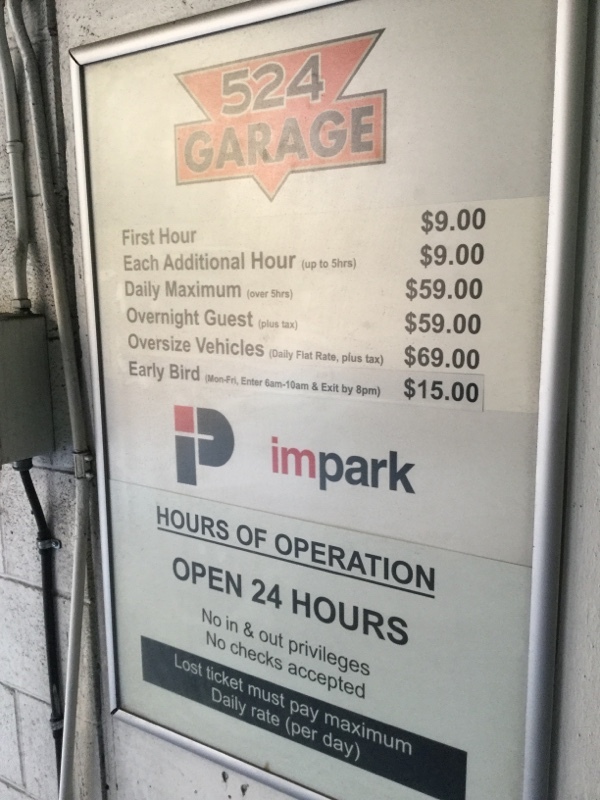 524
GARAGE
First Hour $9.00
Each Additional Hour (up to 5hrs) $9.00
Daily Maximum (over 5hrs) $59.00
Overnight Guest (plus tax) $59.00
Oversize Vehicles (Daily Flat Rate, plus tax) $69.00
Early Bird (Mon-Fri, Enter 6am-10am & Exit by 8pm) $15.00
P impark
HOURS OF OPERATION
OPEN 24 HOURS
No in & out privileges
No checks accepted
Lost ticket must pay maximum
Daily rate (per day)